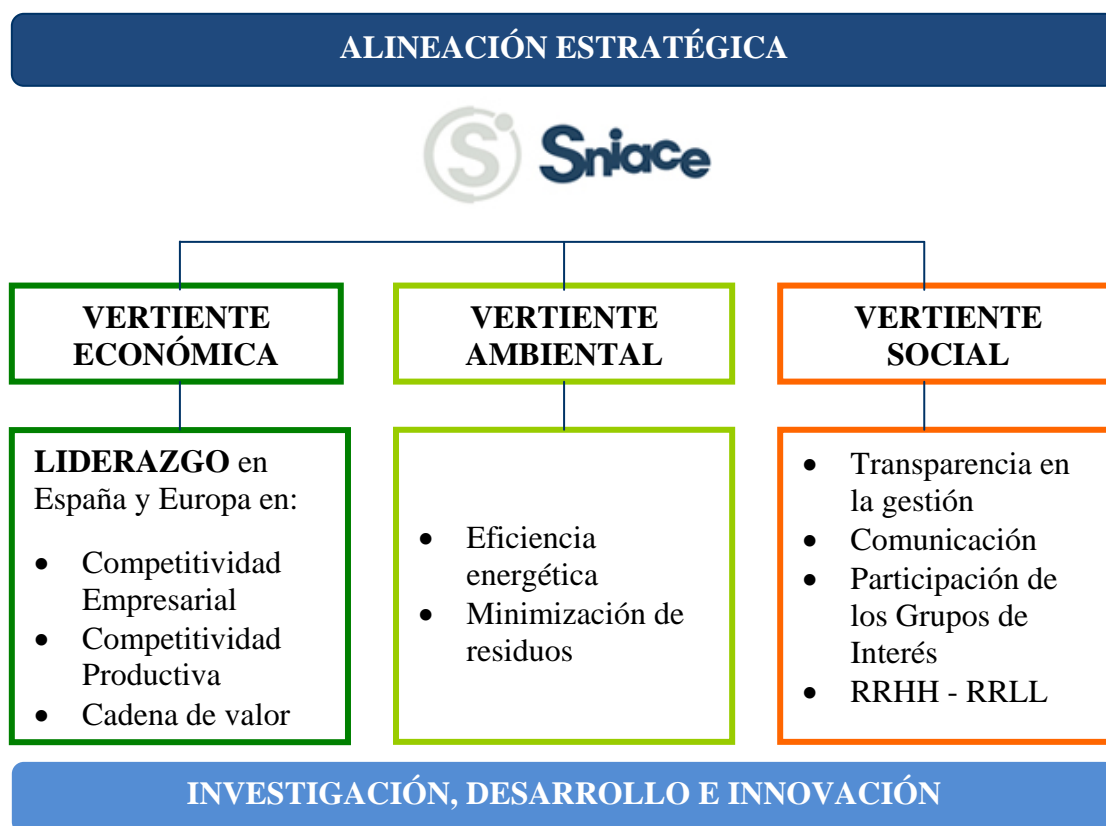 ALINEACIÓN ESTRATÉGICA
S Sniace
VERTIENTE
ECONÓMICA
VERTIENTE
AMBIENTAL
VERTIENTE
SOCIAL
LIDERAZGO en
España y Europa en:
• Competitividad
Empresarial
• Competitividad
Productiva
• Cadena de valor
• Eficiencia
energética
• Minimización de
residuos
• Transparencia en
la gestión
• Comunicación
• Participación de
los Grupos de
Interés
• RRHH - RRLL
INVESTIGACIÓN, DESARROLLO E INNOVACIÓN